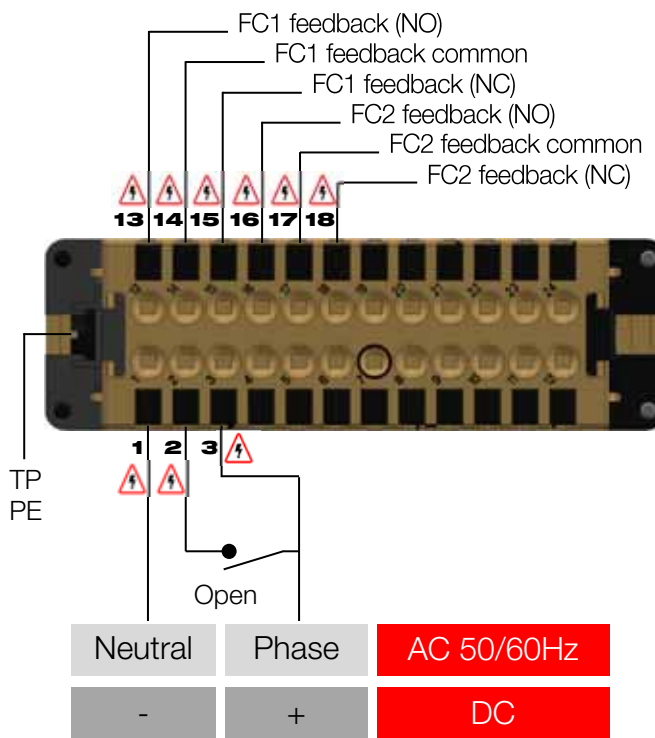 FC1 feedback (NO)
FC1 feedback common
FC1 feedback (NC)
FC2 feedback (NO)
FC2 feedback common
FC2 feedback (NC)
13 14 15 16 17 18
1 2 3
TP
PE
Open
Neutral Phase AC 50/60Hz
- + DC